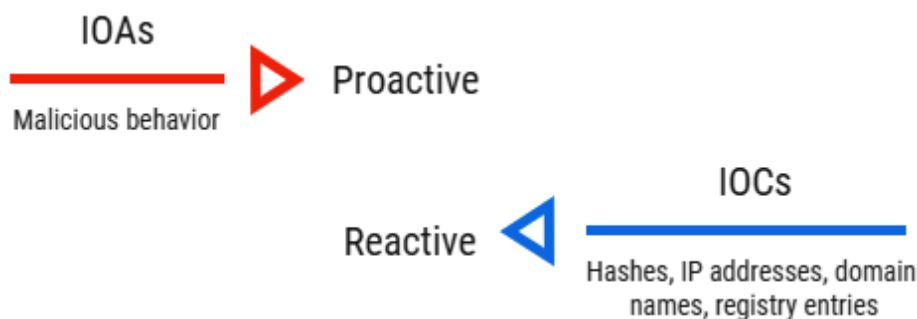 IOAs
Malicious behavior
Proactive
IOCs
Reactive
Hashes, IP addresses, domain
names, registry entries